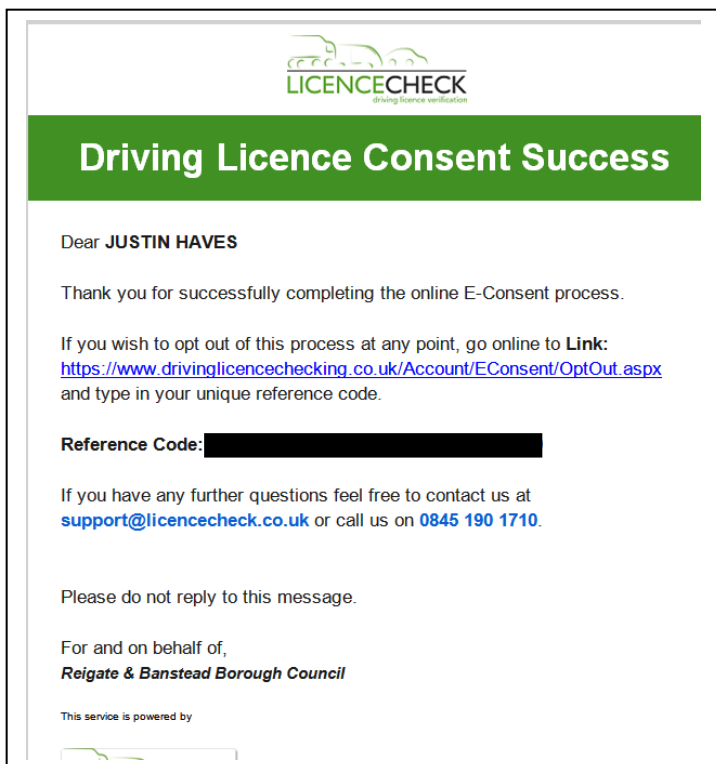 LICENCECHECK
driving licence verification
Driving Licence Consent Success
Dear JUSTIN HAVES
Thank you for successfully completing the online E-Consent process.
If you wish to opt out of this process at any point, go online to Link:
https://www.drivinglicencechecking.co.uk/Account/EConsent/OptOut.aspx
and type in your unique reference code.
Reference Code:
If you have any further questions feel free to contact us at
support@licencecheck.co.uk or call us on 0845 190 1710.
Please do not reply to this message.
For and on behalf of,
Reigate & Banstead Borough Council
This service is powered by